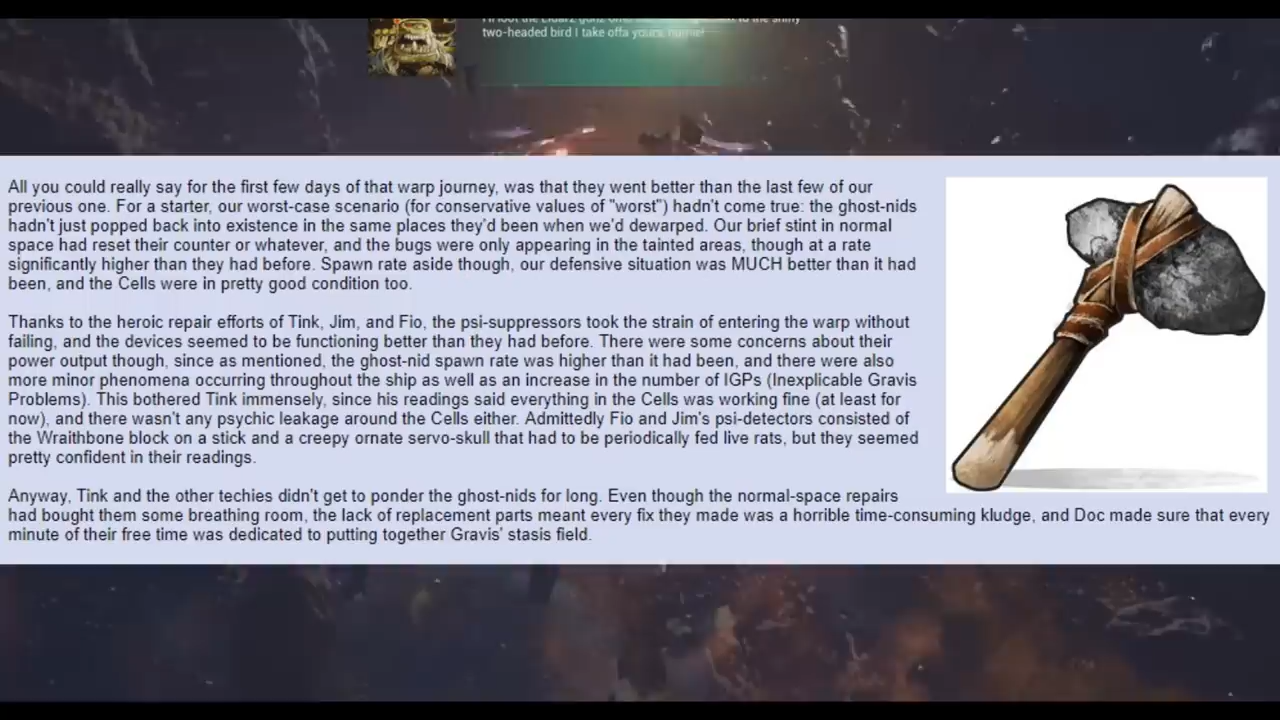 two-headed bird I take offa yours, humie!
All you could really say for the first few days of that warp journey, was that they went better than the last few of our
previous one. For a starter, our worst-case scenario (for conservative values of "worst") hadn't come true: the ghost-nids
hadn't just popped back into existence in the same places they'd been when we'd dewarped. Our brief stint in normal
space had reset their counter or whatever, and the bugs were only appearing in the tainted areas, though at a rate
significantly higher than they had before. Spawn rate aside though, our defensive situation was MUCH better than it had
been, and the Cells were in pretty good condition too.
Thanks to the heroic repair efforts of Tink, Jim, and Fio, the psi-suppressors took the strain of entering the warp without
failing, and the devices seemed to be functioning better than they had before. There were some concerns about their
power output though, since as mentioned, the ghost-nid spawn rate was higher than it had been, and there were also
more minor phenomena occurring throughout the ship as well as an increase in the number of IGPs (Inexplicable Gravis
Problems). This bothered Tink immensely, since his readings said everything in the Cells was working fine (at least for
now), and there wasn't any psychic leakage around the Cells either. Admittedly Fio and Jim's psi-detectors consisted of
the Wraithbone block on a stick and a creepy ornate servo-skull that had to be periodically fed live rats, but they seemed
pretty confident in their readings.
Anyway, Tink and the other techies didn't get to ponder the ghost-nids for long. Even though the normal-space repairs
had bought them some breathing room, the lack of replacement parts meant every fix they made was a horrible time-consuming kludge, and Doc made sure that every
minute of their free time was dedicated to putting together Gravis' stasis field.